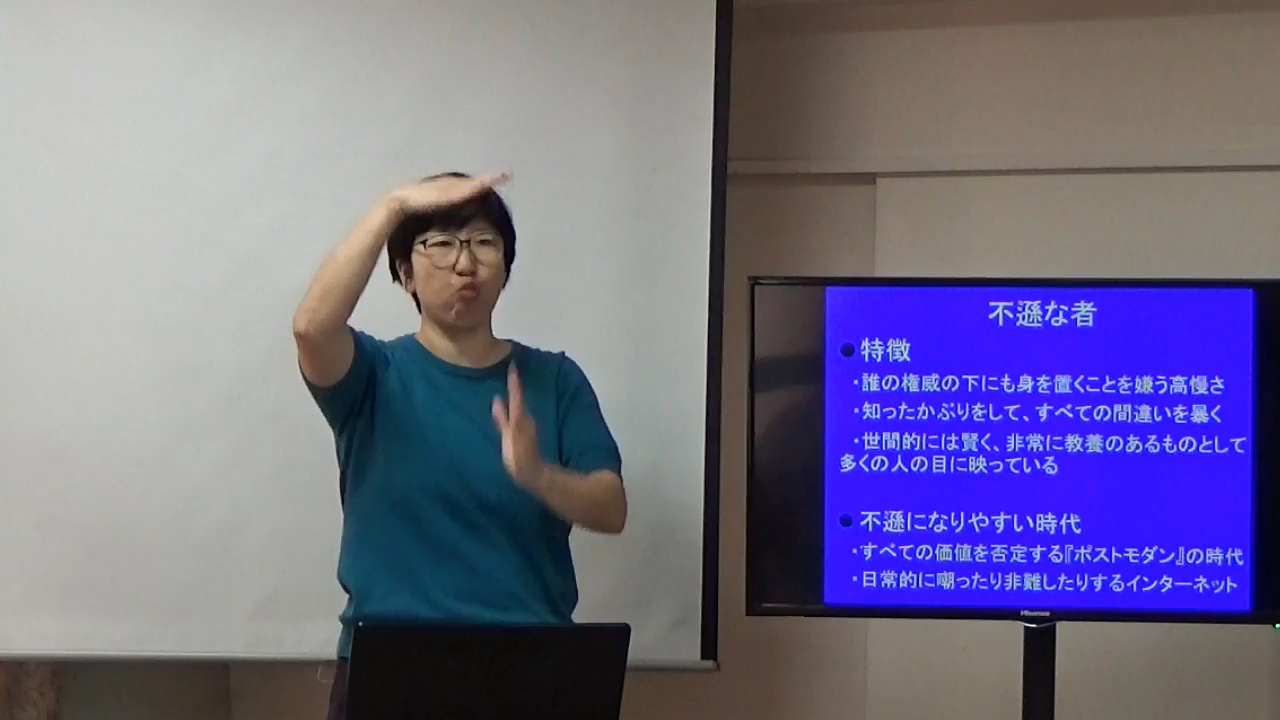 不遜な者
●特徴
・誰の権威の下にも身を置くことを嫌う高慢さ
・知ったかぶりをして、すべての間違いを暴く
・世間的には賢く、非常に教養のあるものとして
多くの人の目に映っている
●不遜になりやすい時代
・すべての価値を否定する『ポストモダン』の時代
・日常的に嘲ったり非難したりするインターネット
Hisense